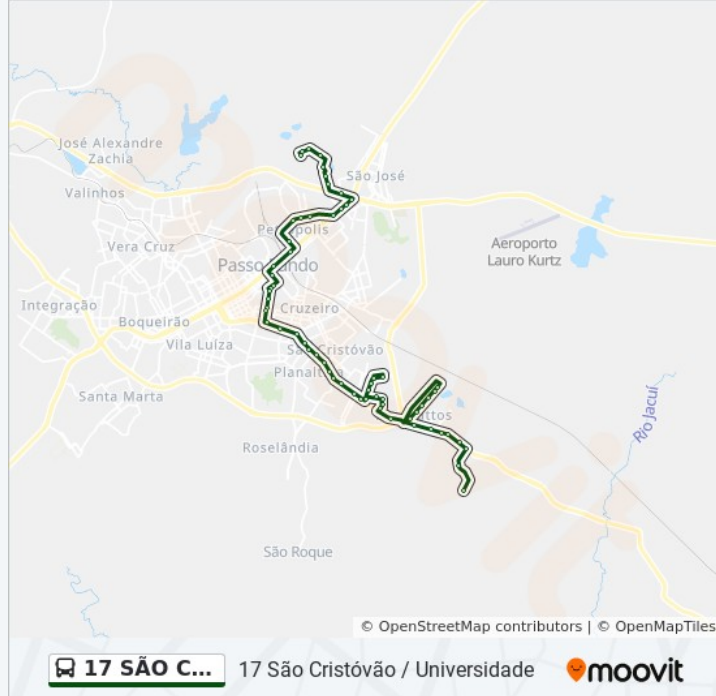 José Alexandre
Zachia
São José
Valinhos
Petrópolis
Vera Cruz
Aeroporto
Lauro Kurtz
Passo Fundo
Integração
Cruzeiro
Boqueirão
Vila Luíza
São Cristóvão
Planaltina
Santa Marta
Rio Jacuí
Roselândia
São Roque
© OpenStreetMap contributors | © OpenMapTiles
17 SÃO C... 17 São Cristóvão / Universidade moovit